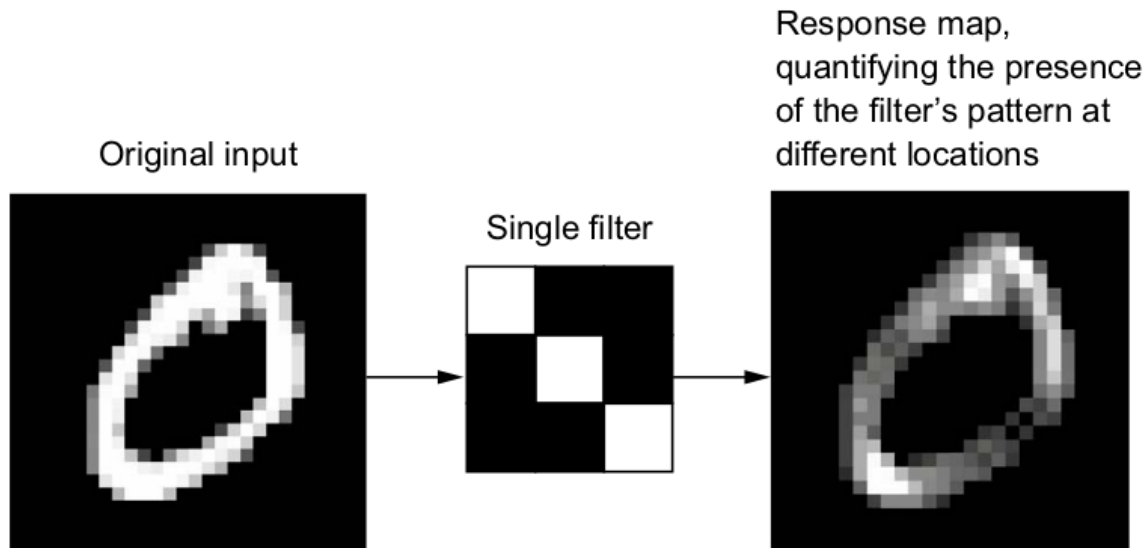 Original input
Single filter
Response map,
quantifying the presence
of the filter's pattern at
different locations